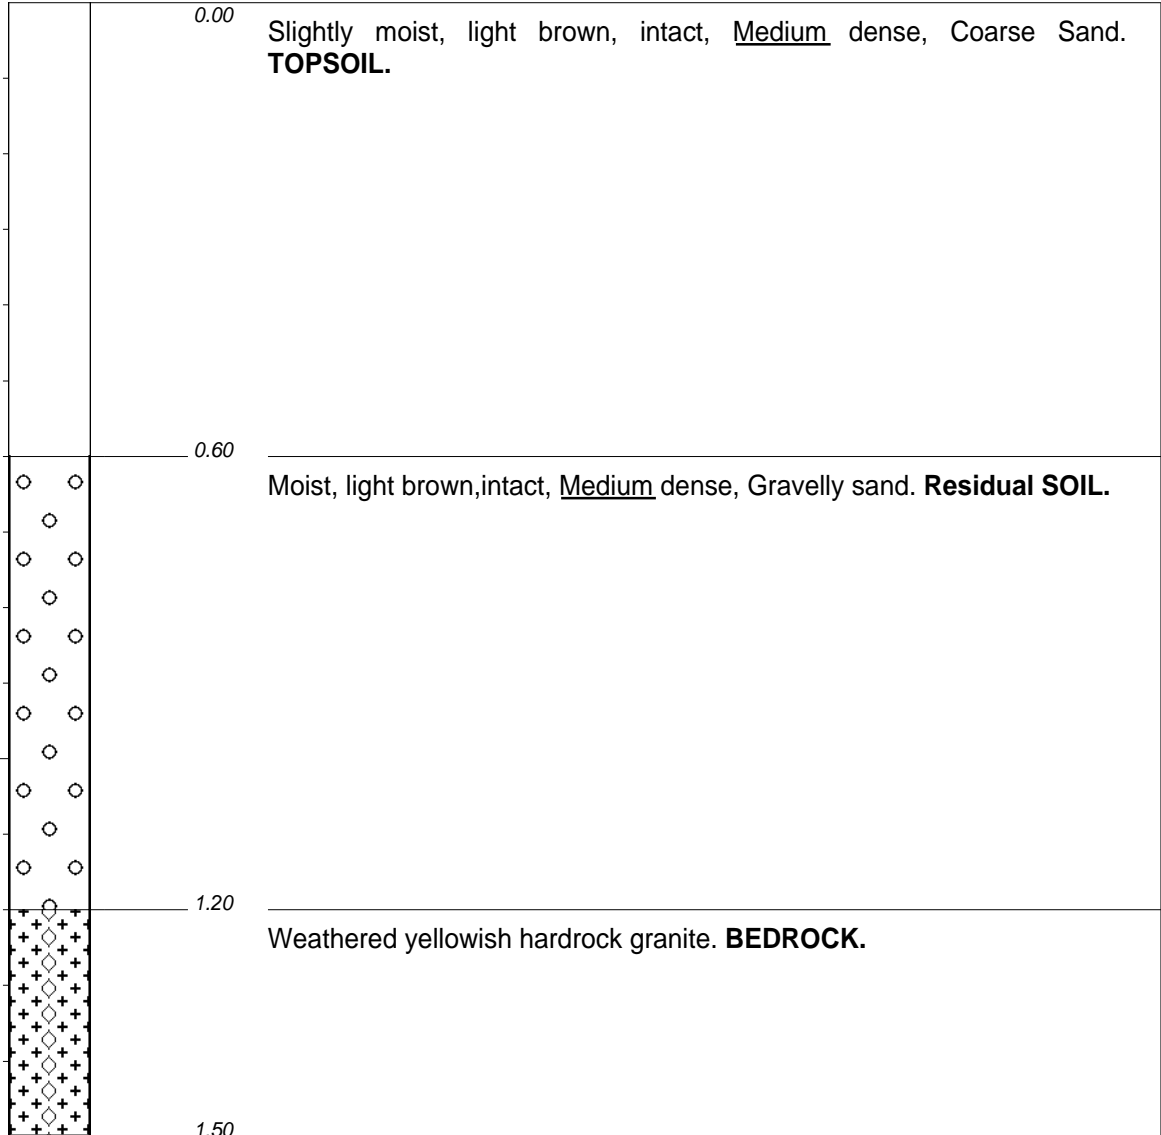 0.00
Slightly moist, light brown, intact, Medium dense, Coarse Sand.
TOPSOIL.
0.60
Moist, light brown,intact, Medium dense, Gravelly sand. Residual SOIL.
1.20
Weathered yellowish hardrock granite. BEDROCK.
1.50